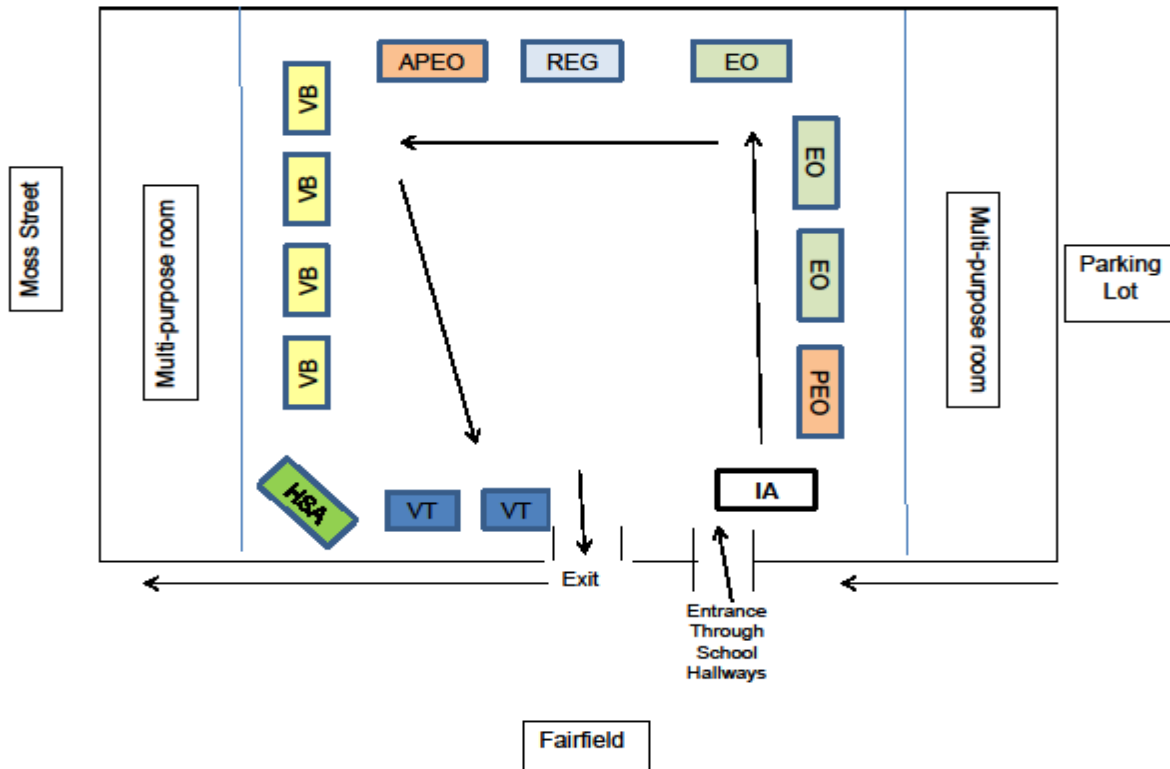 APEO
REG
EO
VB
EO
Moss Street
VB
Multi-purpose room
Multi-purpose room
VB
EO
Parking
Lot
VB
PEO
HSA
VT
VT
IA
Exit
Entrance
Through
School
Hallways
Fairfield